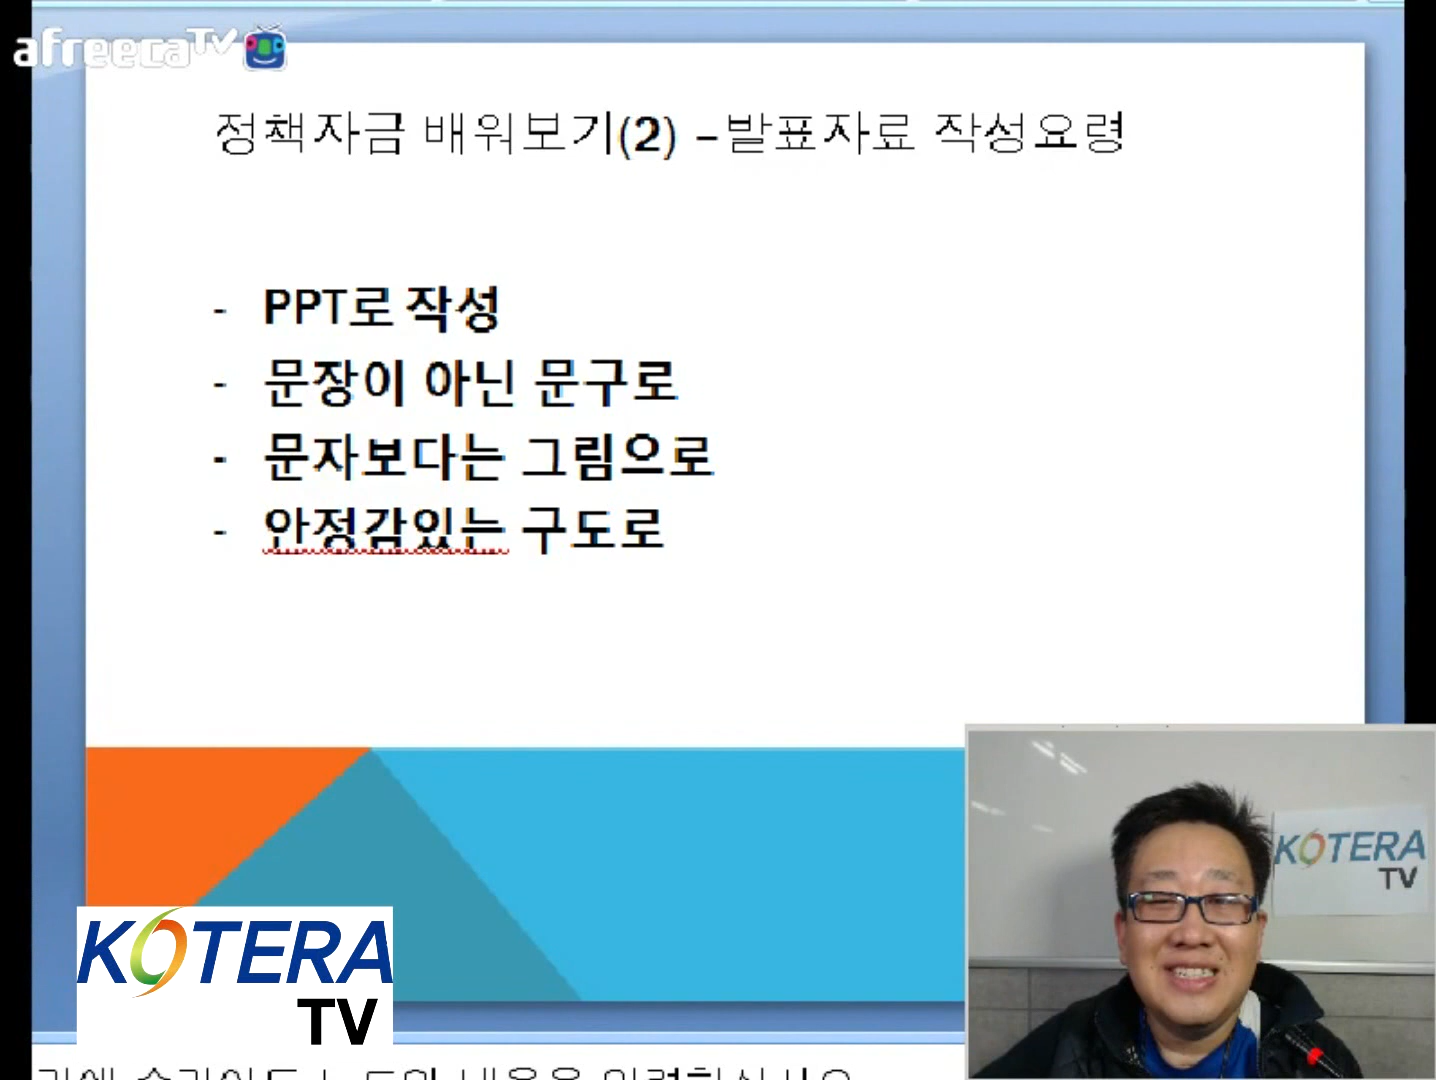 afreecaTV
정책자금 배워보기(2) –발표자료 작성요령
- PPT로 작성
- 문장이 아닌 문구로
- 문자보다는 그림으로
- 안정감있는 구도로
KOTERA
TV
KOTERA
TV